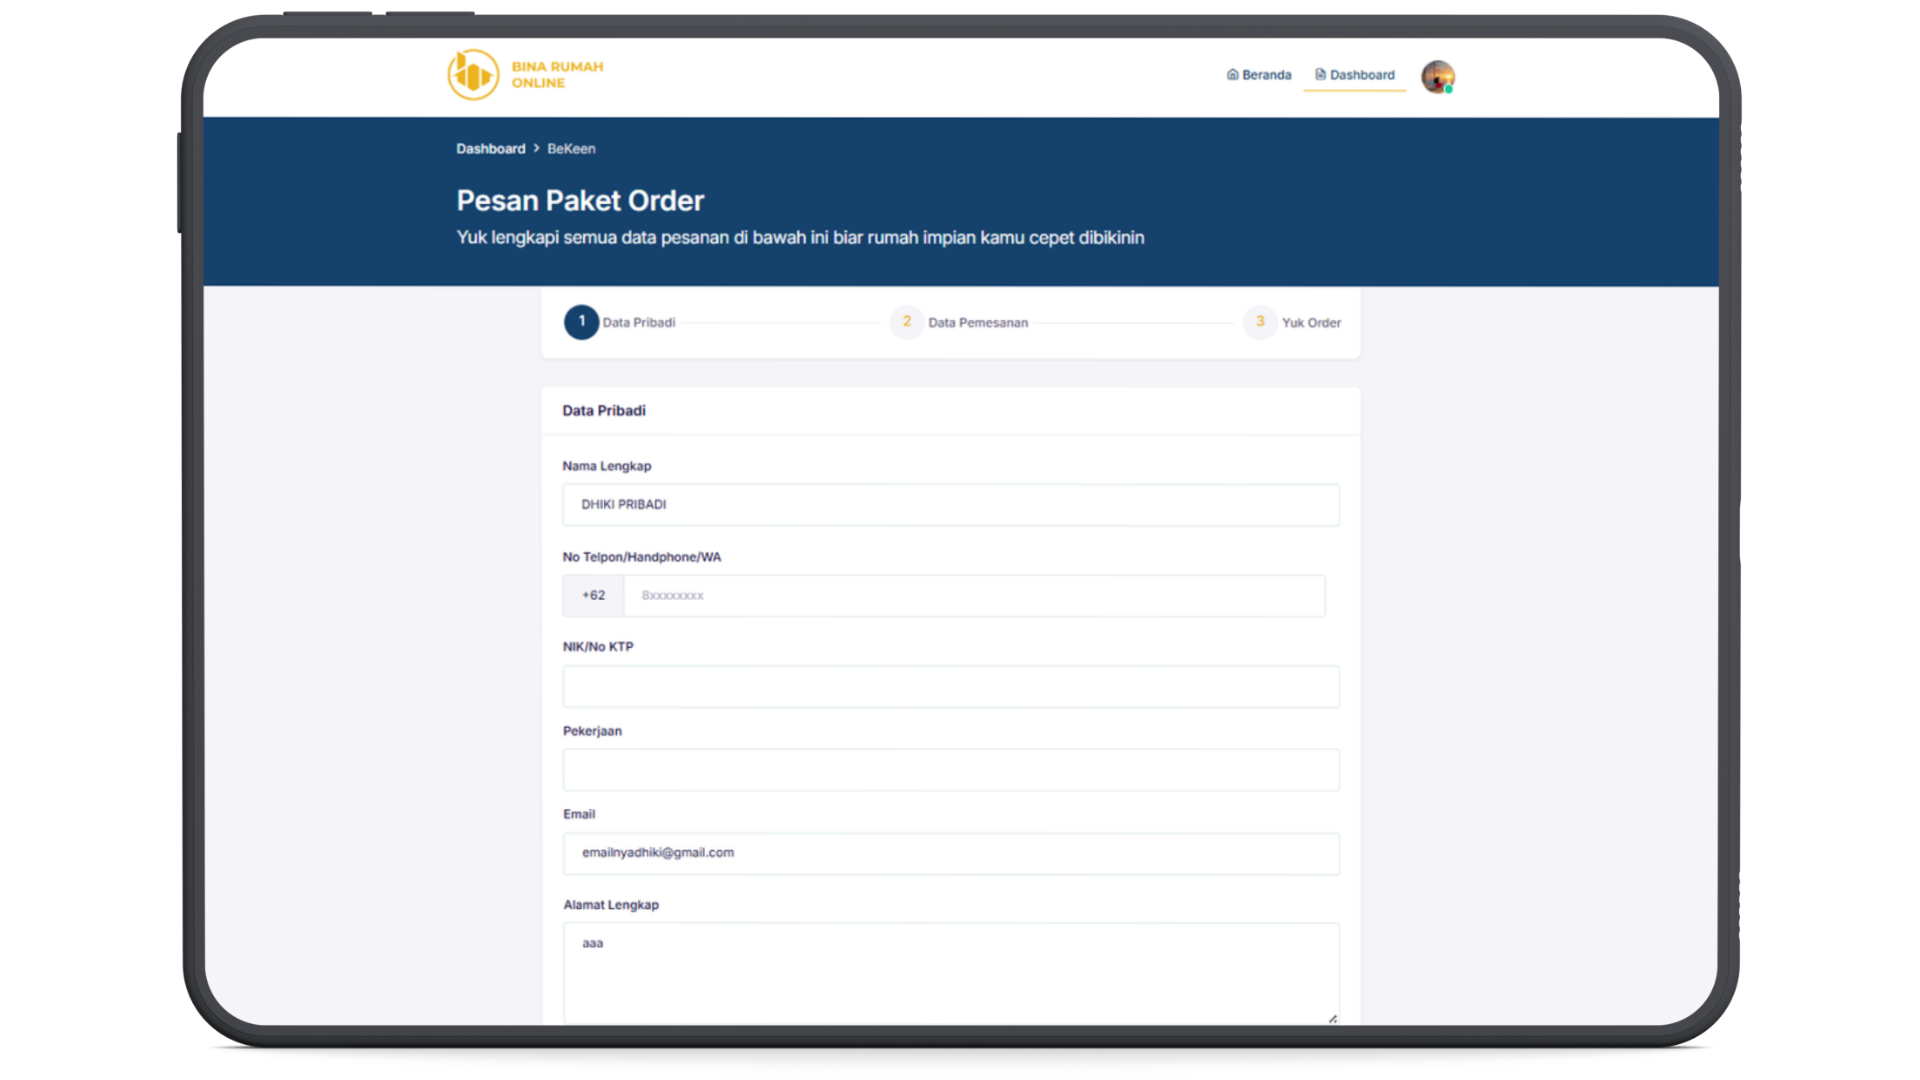 BINA RUMAH
ONLINE
Beranda
Dashboard
Dashboard > BeKeen
Pesan Paket Order
Yuk lengkapi semua data pesanan di bawah ini biar rumah impian kamu cepet dibikinin
1 Data Pribadi
2 Data Pemesanan
3 Yuk Order
Data Pribadi
Nama Lengkap
DHIKI PRIBADI
No Telpon/Handphone/WA
+62 8xxxxxxxx
NIK/No KTP
Pekerjaan
Email
emailnyadhiki@gmail.com
Alamat Lengkap
aaa